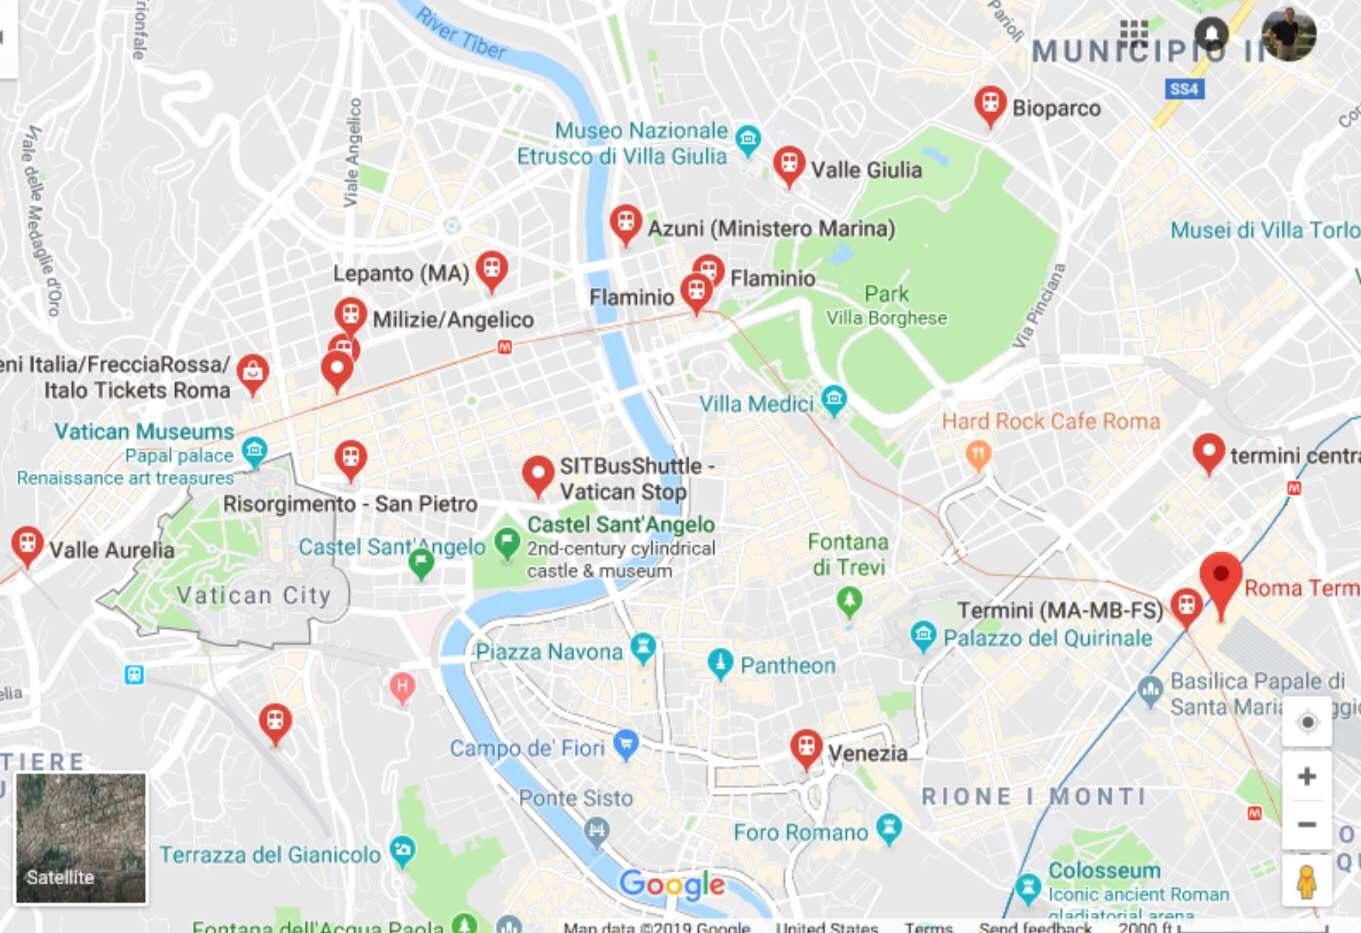 rionfale
River Tiber
Parioli
MUNICIPIO II
SS4
Viale Angelico
Viale delle Medaglie d'Oro
Bioparco
Museo Nazionale
Etrusco di Villa Giulia
Valle Giulia
Azuni (Ministero Marina)
Musei di Villa Torlo
Lepanto (MA)
Flaminio
Flaminio
Park
Villa Borghese
Via Pinciana
Milizie/Angelico
M
eni Italia/FrecciaRossa/
Italo Tickets Roma
Villa Medici
Hard Rock Cafe Roma
Vatican Museums
Papal palace
Renaissance art treasures
termini centra
SITBusShuttle -
Vatican Stop
M
Risorgimento - San Pietro
Castel Sant'Angelo
2nd-century cylindrical
castle & museum
Castel Sant'Angelo
Valle Aurelia
Fontana
di Trevi
Vatican City
Roma Term
Termini (MA-MB-FS)
Palazzo del Quirinale
Piazza Navona
Pantheon
Basilica Papale di
Santa Maria
elia
H
Campo de' Fiori
Venezia
TIERE
RIONE I MONTI
Ponte Sisto
M
Foro Romano
Terrazza del Gianicolo
Satellite
Google
Colosseum
Iconic ancient Roman
gladiatorial arena
Fontana dell'Acqua Paola
Map data ©2019 Google
United States
Terms
Send feedback
2000 ft